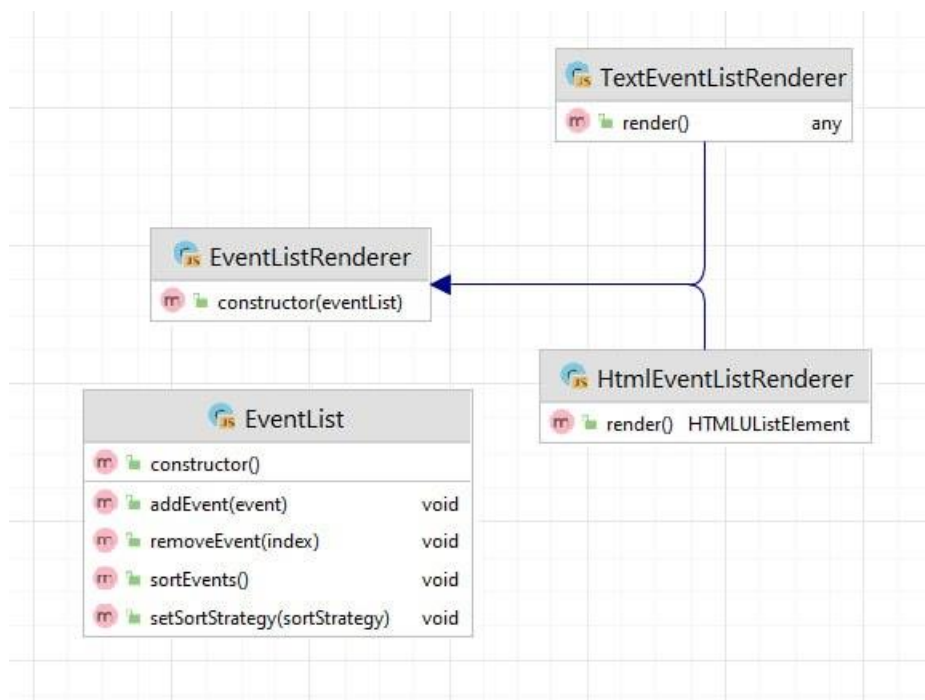 TextEventListRenderer
render() any
EventListRenderer
constructor(eventList)
HtmlEventListRenderer
render() HTMLUListElement
EventList
constructor()
addEvent(event) void
removeEvent(index) void
sortEvents() void
setSortStrategy(sortStrategy) void